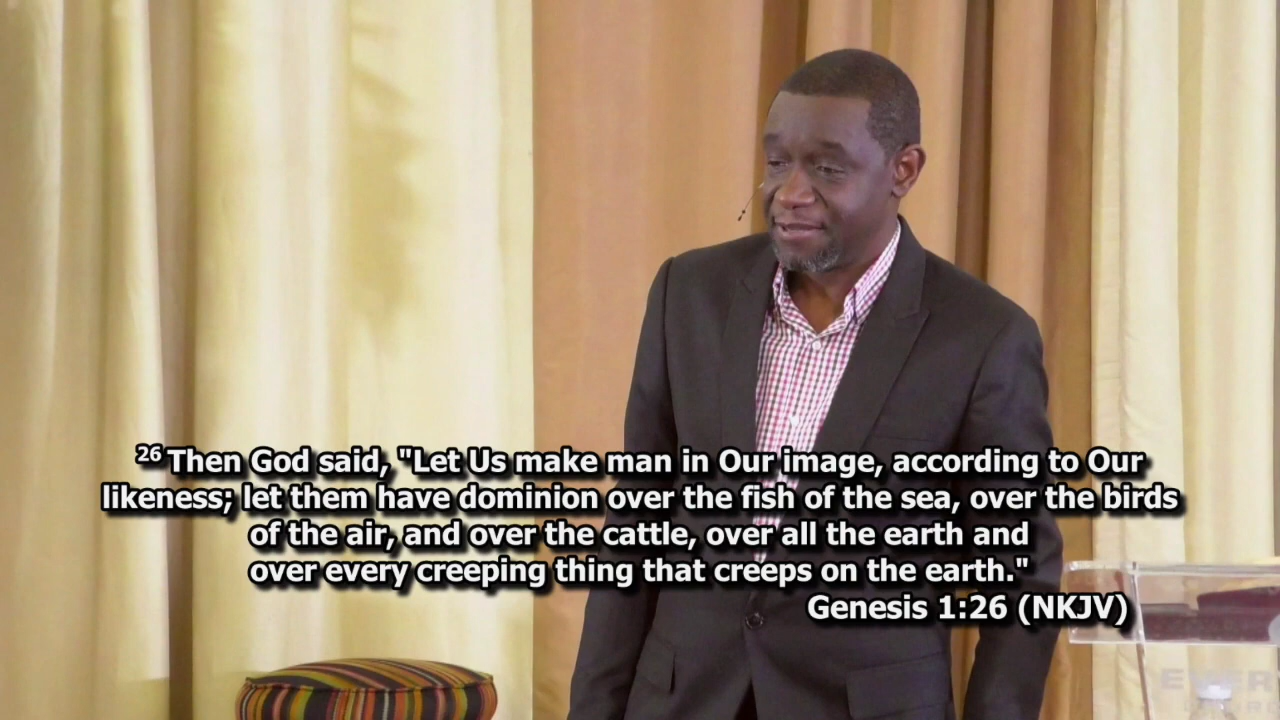 26 Then God said, "Let Us make man in Our image, according to Our
likeness; let them have dominion over the fish of the sea, over the birds
of the air, and over the cattle, over all the earth and
over every creeping thing that creeps on the earth."
Genesis 1:26 (NKJV)